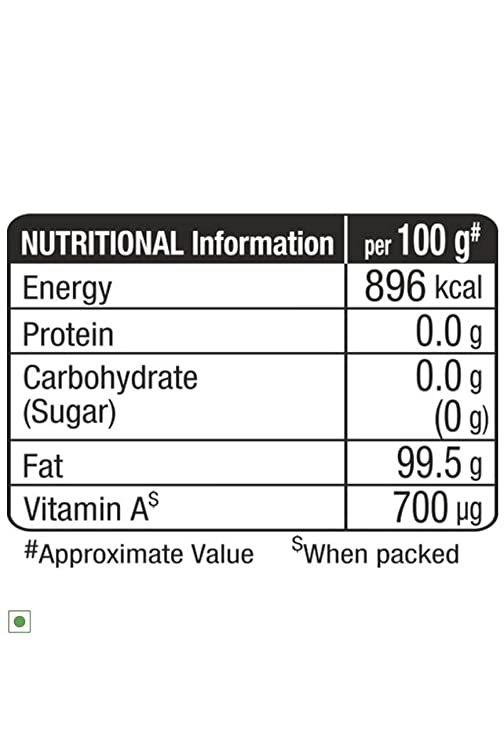 NUTRITIONAL Information per 100 g#
Energy 896 kcal
Protein 0.0 g
Carbohydrate 0.0 g
(Sugar) (0 g)
Fat 99.5 g
Vitamin A$ 700 µg
#Approximate Value $When packed